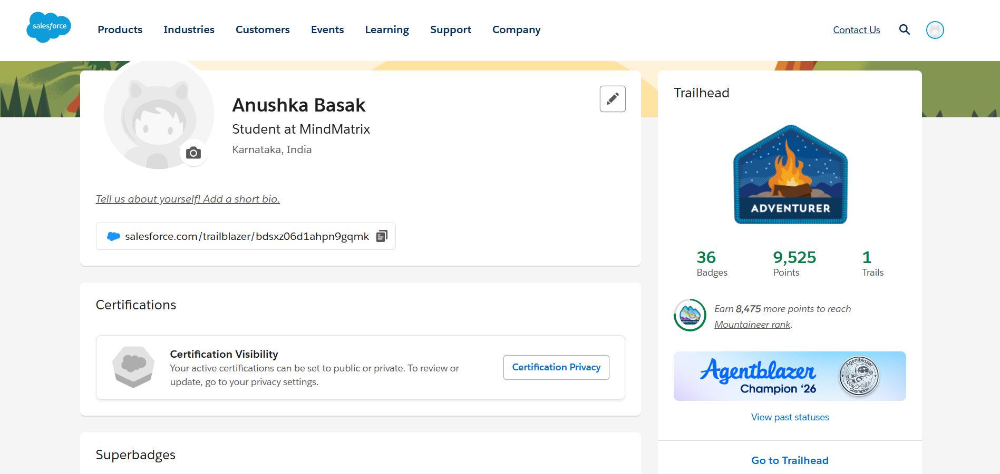 salesforce
Products
Industries
Customers
Events
Learning
Support
Company
Contact Us
Anushka Basak
Student at MindMatrix
Karnataka, India
Tell us about yourself! Add a short bio.
salesforce.com/trailblazer/bdsxz06d1ahpn9gqmk
Certifications
Certification Visibility
Your active certifications can be set to public or private. To review or
update, go to your privacy settings.
Certification Privacy
Superbadges
Trailhead
ADVENTURER
36
Badges
9,525
Points
1
Trails
MOUNTAINEER
Earn 8,475 more points to reach
Mountaineer rank.
Agentblazer
Champion ‘26
Agentblazer
Champion
View past statuses
Go to Trailhead